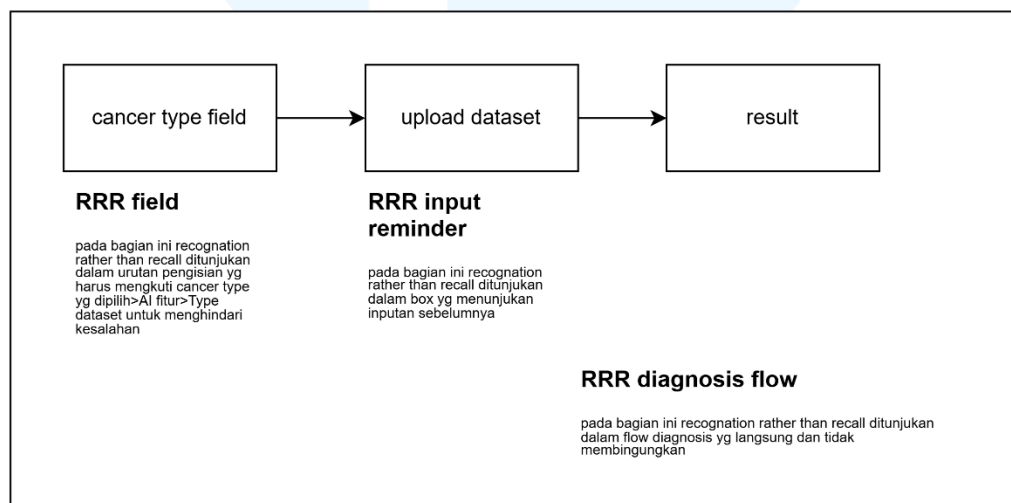 cancer type field
upload dataset
result
RRR field
pada bagian ini recognation
rather than recall ditunjukan
dalam urutan pengisian yg
harus mengkuti cancer type
yg dipilih>AI fitur>Type
dataset untuk menghindari
kesalahan
RRR input
reminder
pada bagian ini recognation
rather than recall ditunjukan
dalam box yg menunjukan
inputan sebelumnya
RRR diagnosis flow
pada bagian ini recognation rather than recall ditunjukan
dalam flow diagnosis yg langsung dan tidak
membingungkan